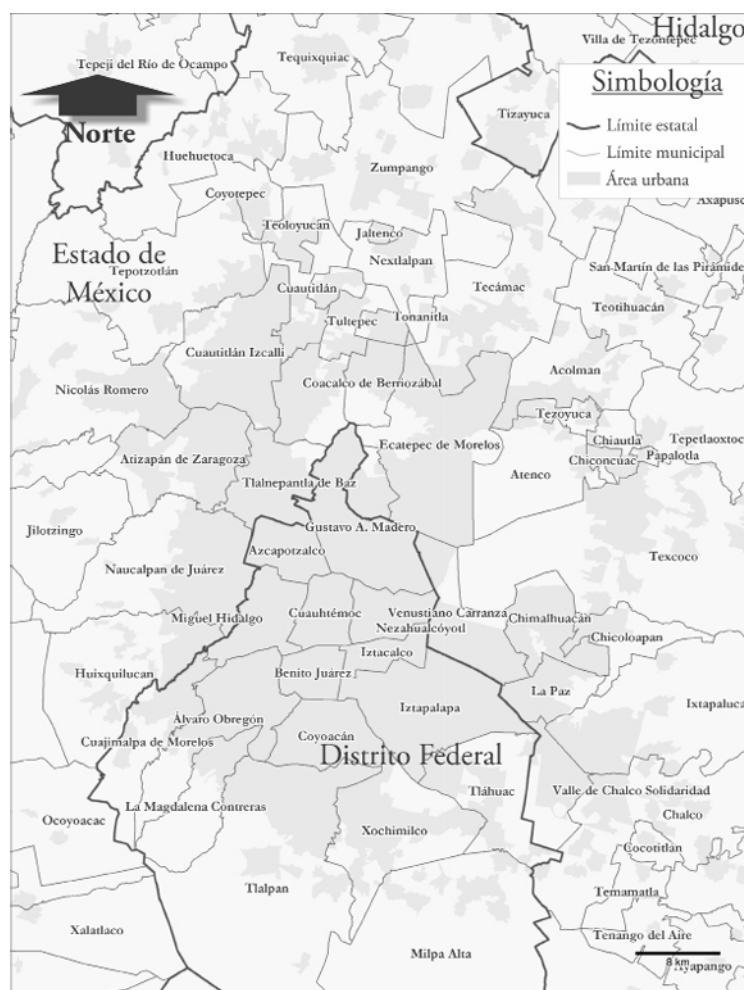 Hidalgo
Villa de Tezontepec
Tepeji del Río de Ocampo
Tequixquiac
Simbología
Límite estatal
Límite municipal
Área urbana
Norte
Tizayuca
Huehuetoca
Zumpango
Coyotepec
Axapusc
Teoloyucán
Jaltenco
Estado de
México
Tepotzotlán
Nextlalpan
San Martín de las Pirámide
Cuautitlán
Tecámac
Teotihuacán
Tultepec
Tonanitla
Cuautitlán Izcalli
Acolman
Nicolás Romero
Coacalco de Berriozábal
Tezoyuca
Ecatepec de Morelos
Chiautla
Tepetlaoxtoc
Atizapán de Zaragoza
Chiconcuac
Papalotla
Atenco
Tlalnepantla de Baz
Jilotzingo
Gustavo A. Madero
Azcapotzalco
Texcoco
Naucalpan de Juárez
Miguel Hidalgo
Cuauhtémoc
Venustiano Carranza
Chimalhuacán
Nezahualcóyotl
Chicoloapan
Iztacalco
Huixquilucan
Benito Juárez
La Paz
Iztapalapa
Ixtapaluca
Álvaro Obregón
Coyoacán
Cuajimalpa de Morelos
Distrito Federal
Tláhuac
Valle de Chalco Solidaridad
La Magdalena Contreras
Chalco
Ocoyoacac
Xochimilco
Cocotitlan
Tlalpan
Temamatla
Xalatlaco
Tenango del Aire
Milpa Alta
8 km
Ayapango